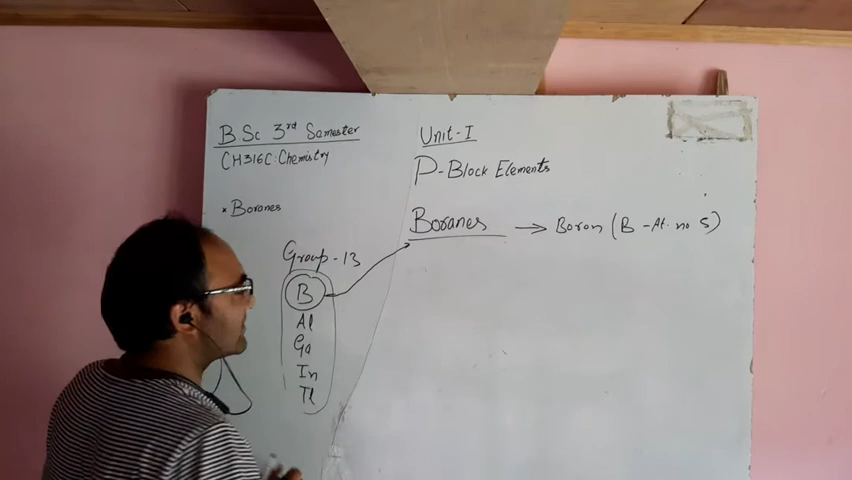 B.Sc 3rd Semester
CH316C: Chemistry
* Boranes
Group-13
B
Al
Ga
In
Tl
Unit-I
P-Block Elements
Boranes → Boron (B - At. no 5)